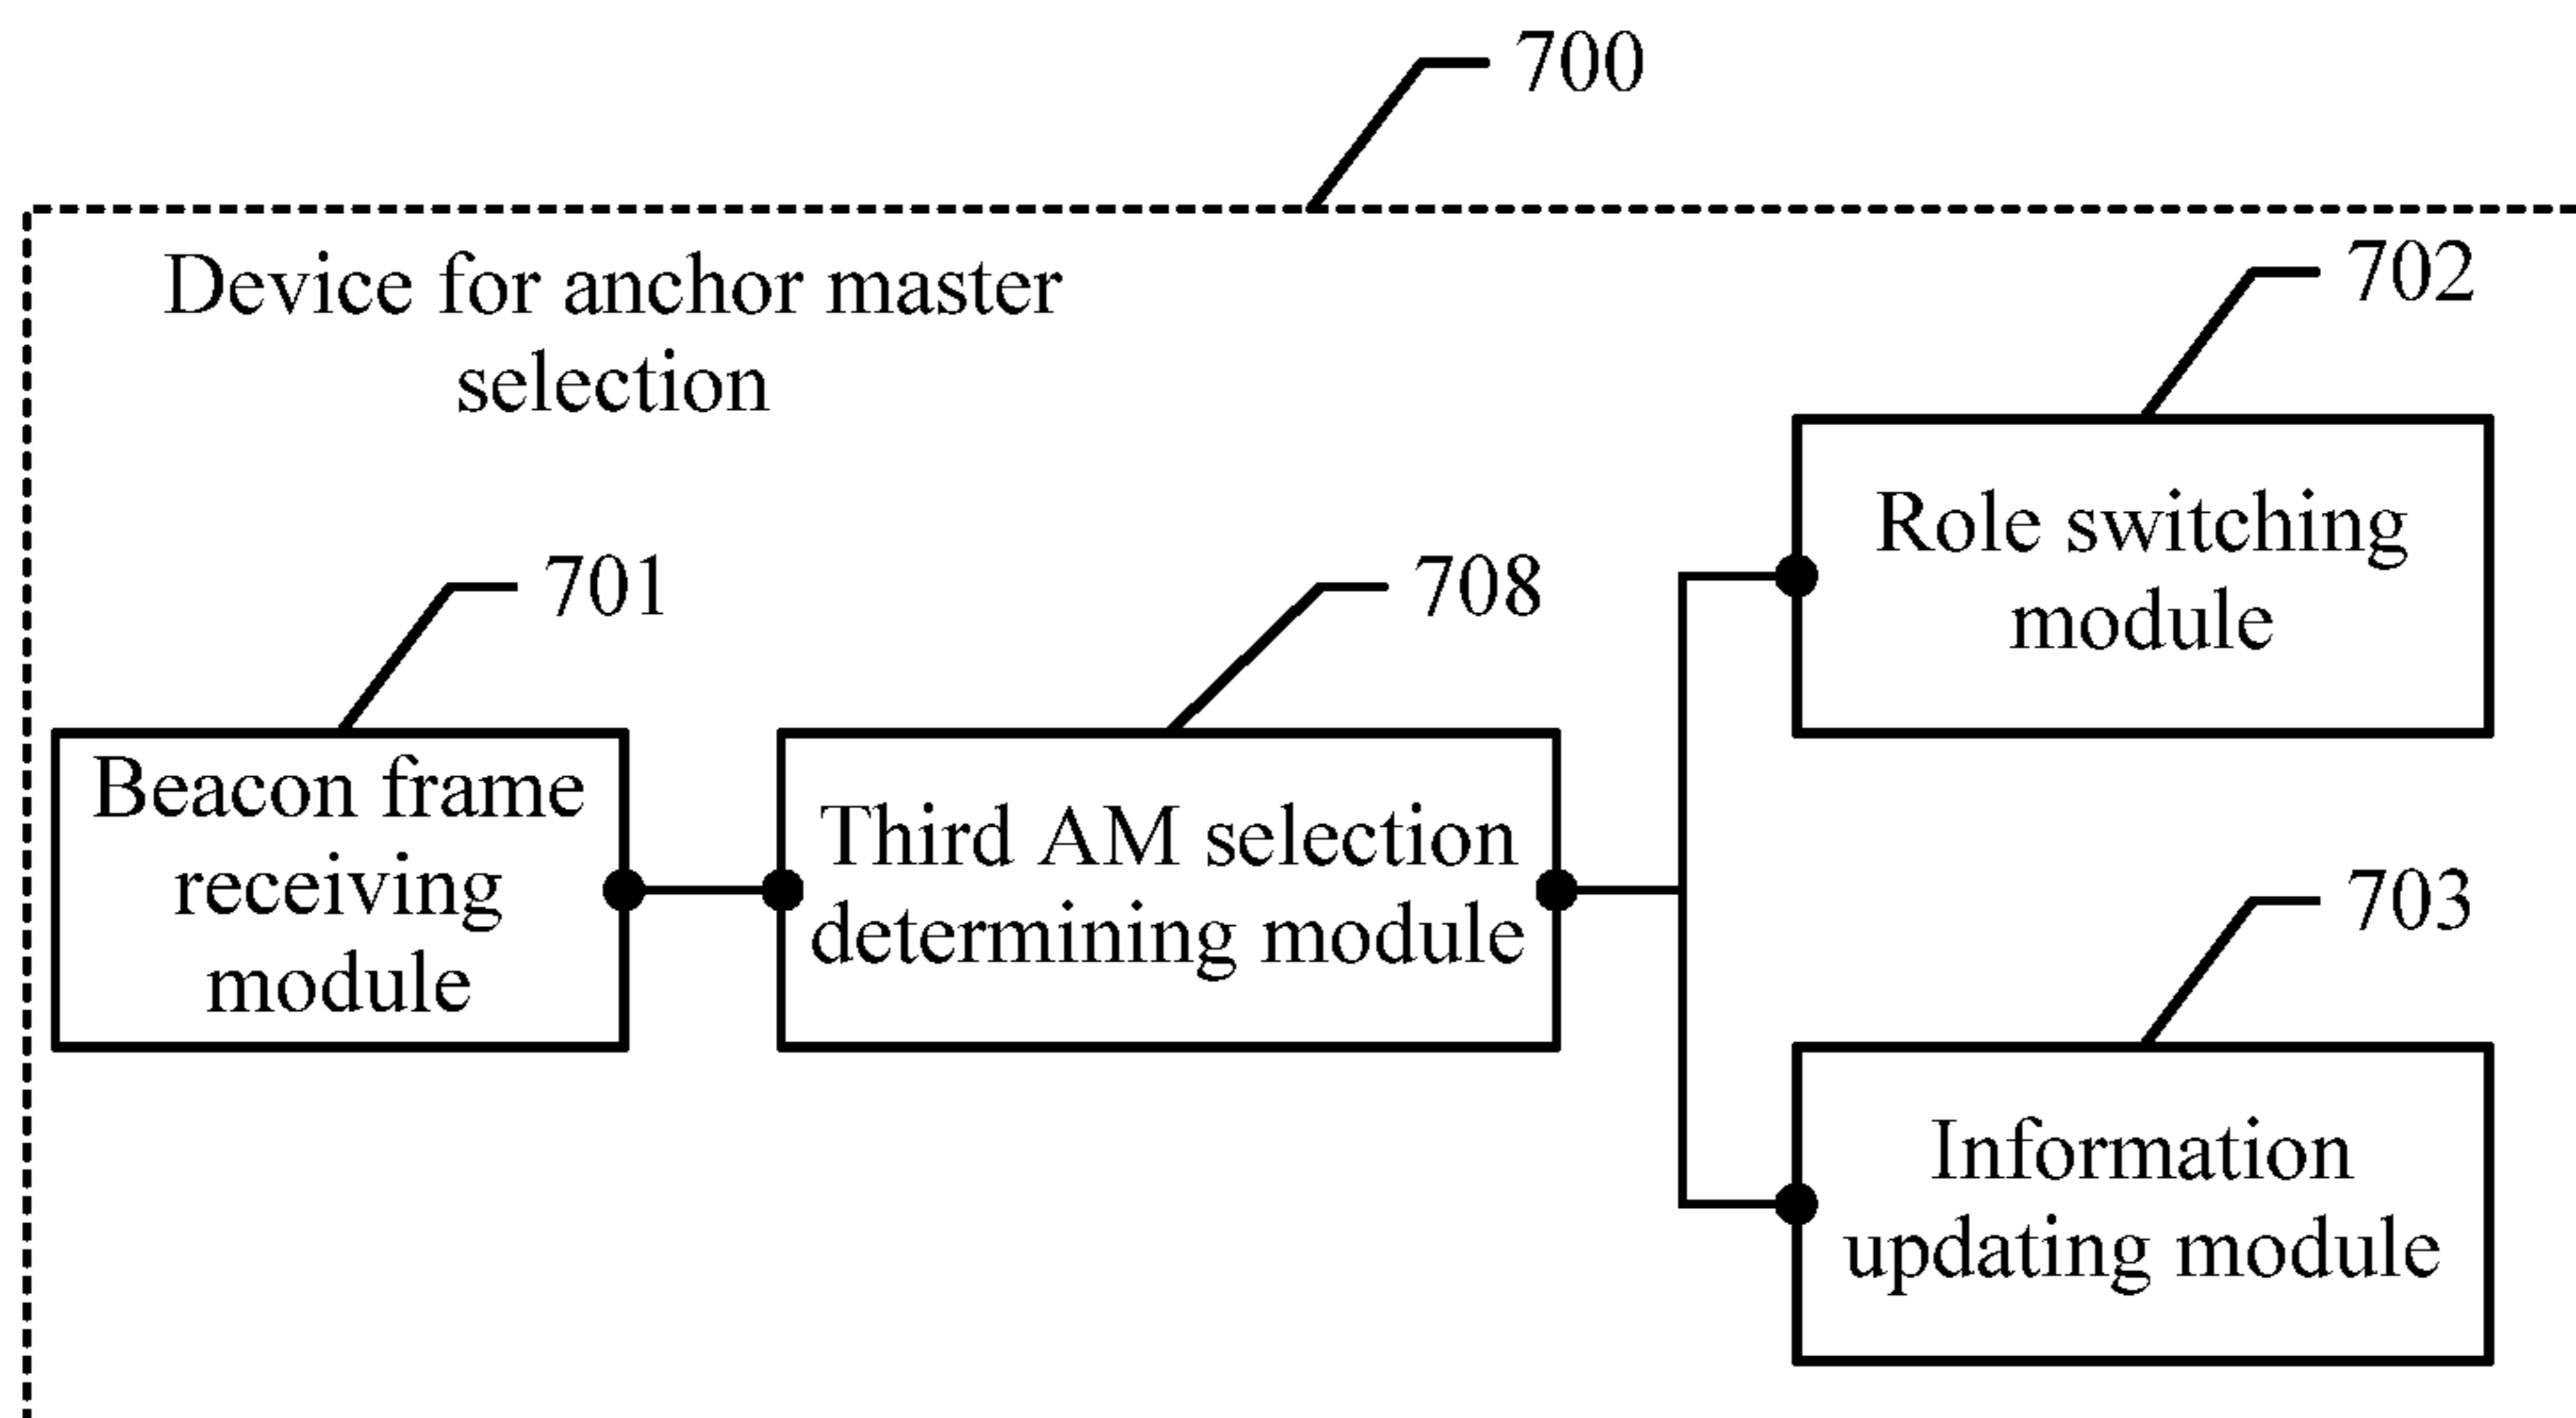 700
Device for anchor master
selection
702
Role switching
module
701
Beacon frame
receiving
module
708
Third AM selection
determining module
703
Information
updating module